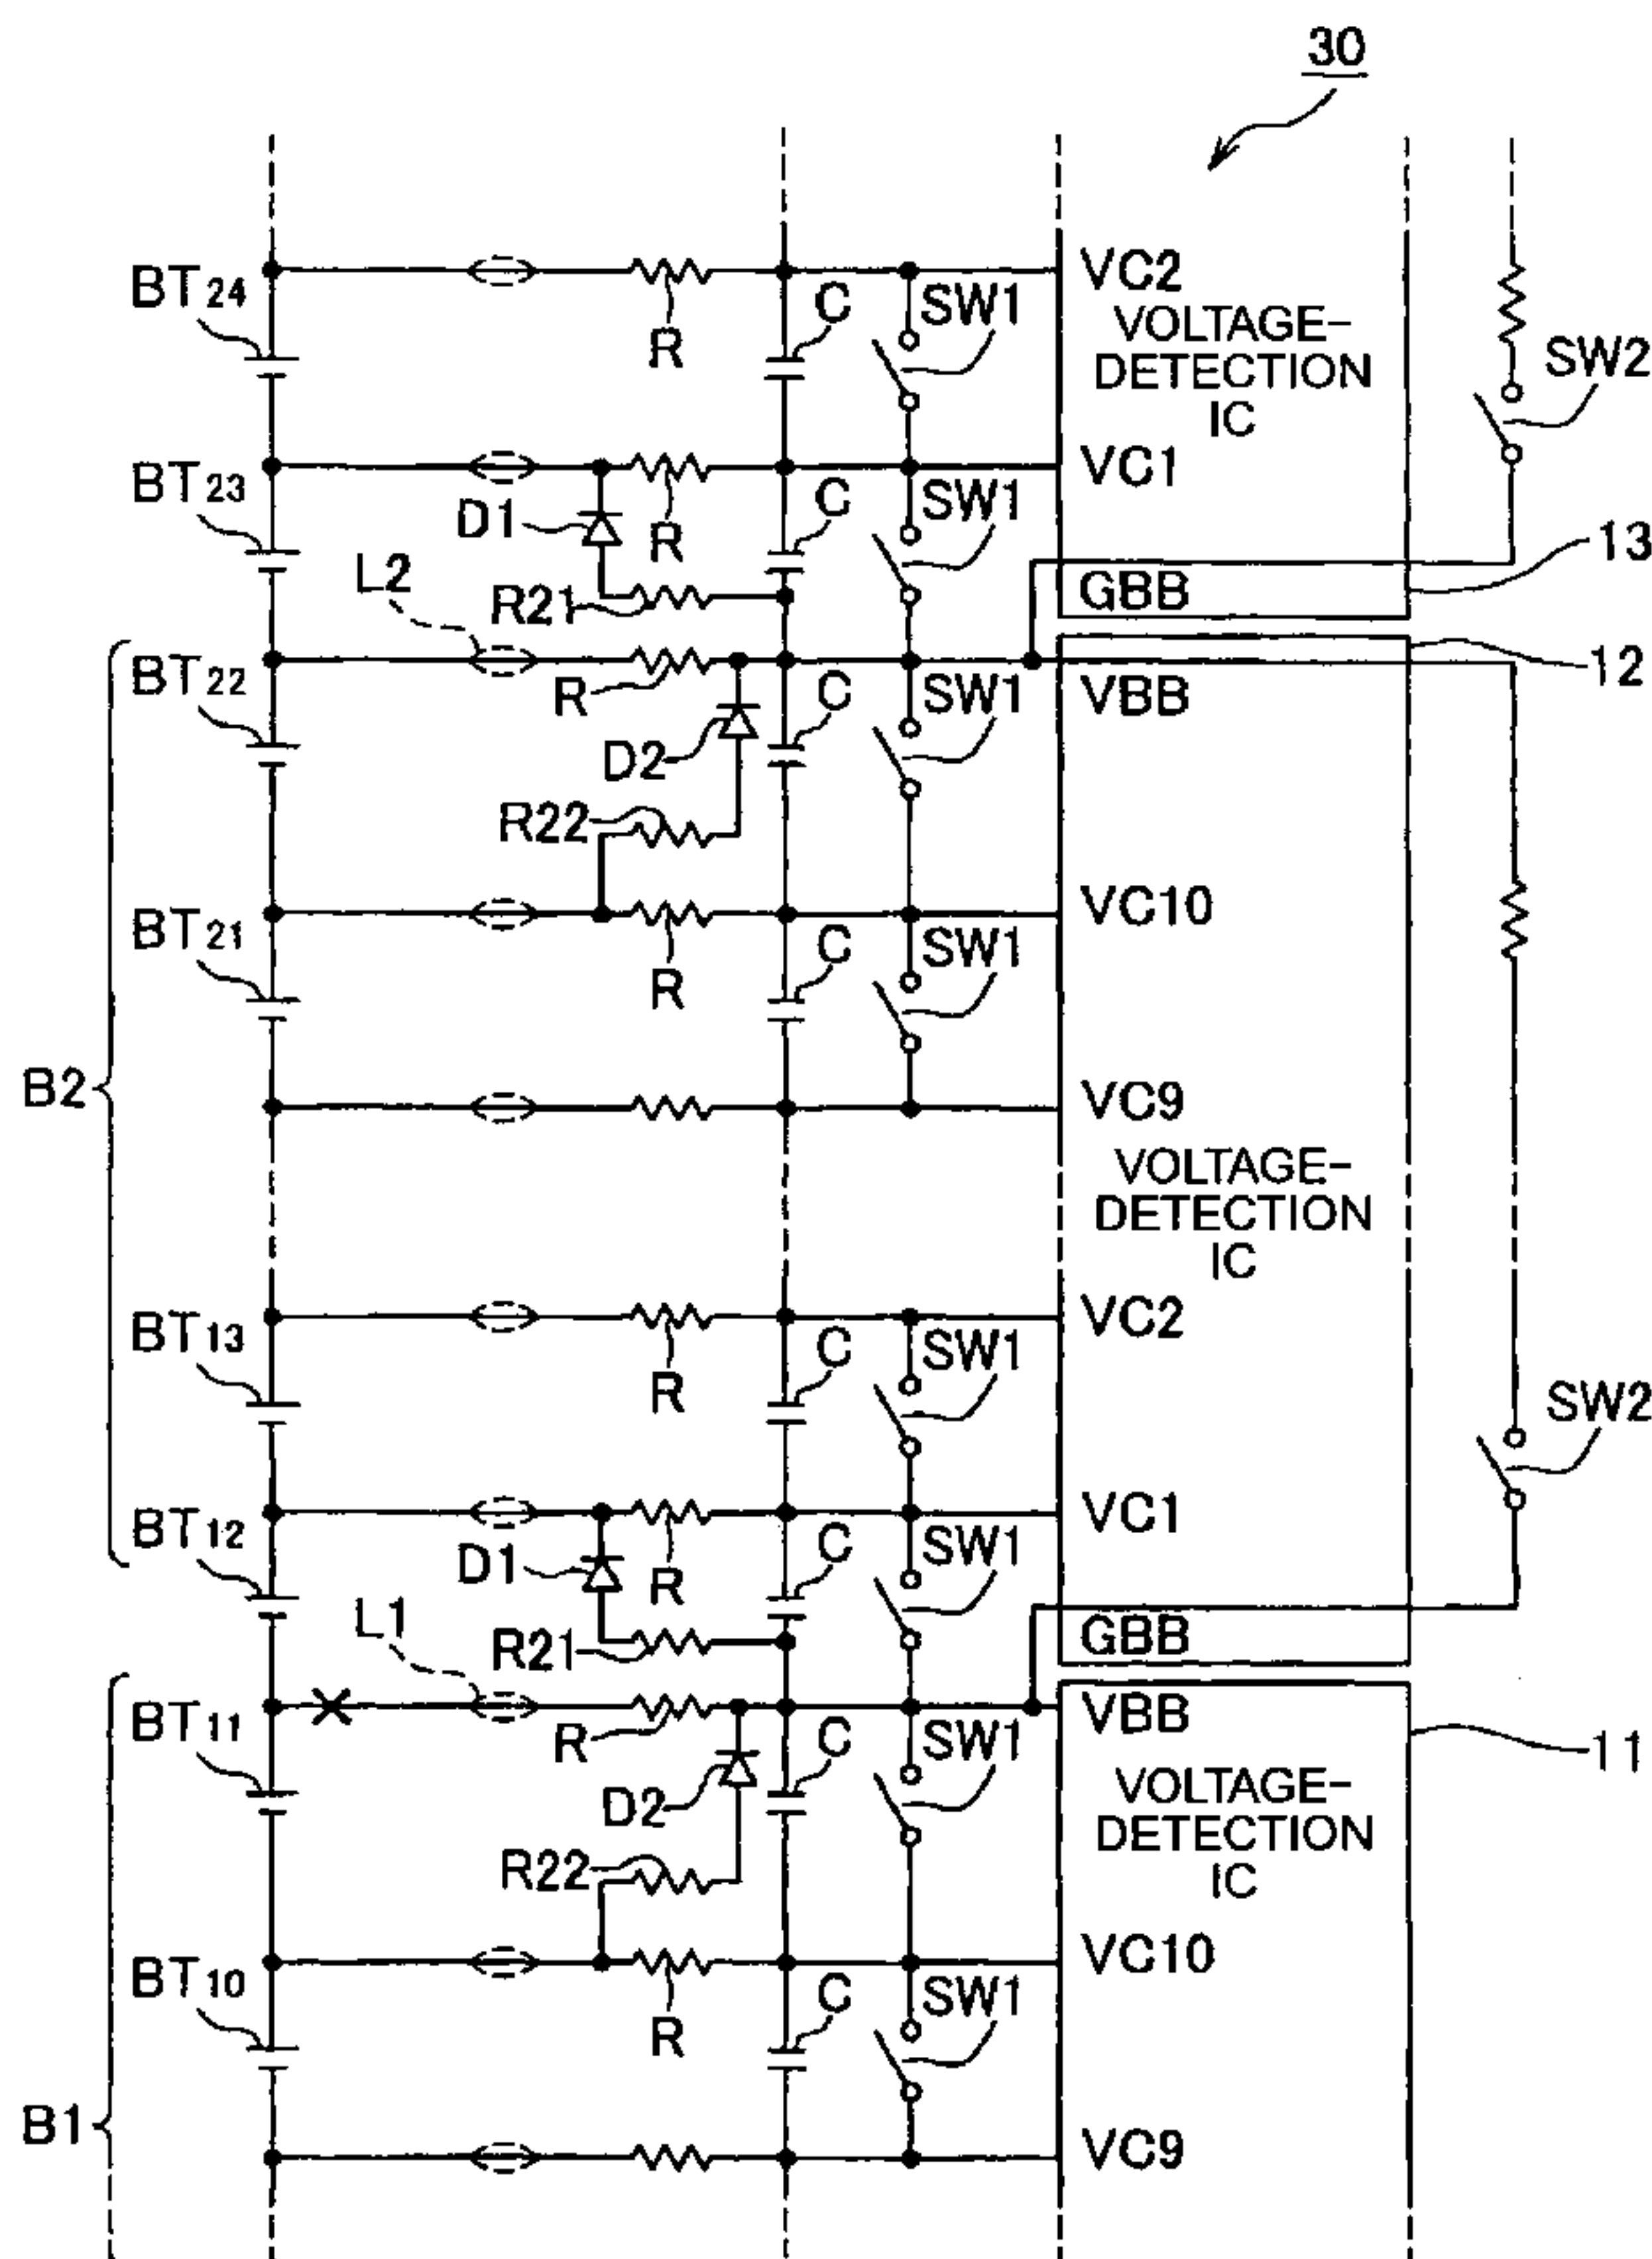 30
BT24
R
C
SW1
VC2
VOLTAGE-
DETECTION
IC
SW2
BT23
D1
R
C
SW1
VC1
L2
R21
GBB
13
BT22
R
C
SW1
VBB
12
D2
R22
BT21
R
C
SW1
VC10
B2
VC9
VOLTAGE-
DETECTION
IC
BT13
R
C
SW1
VC2
SW2
BT12
D1
R
C
SW1
VC1
L1
R21
GBB
BT11
R
C
SW1
VBB
11
D2
VOLTAGE-
DETECTION
IC
R22
BT10
R
C
SW1
VC10
B1
VC9